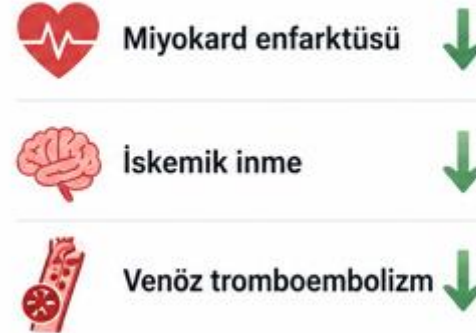 Miyokard enfarktüsü
İskemik inme
Venöz tromboembolizm